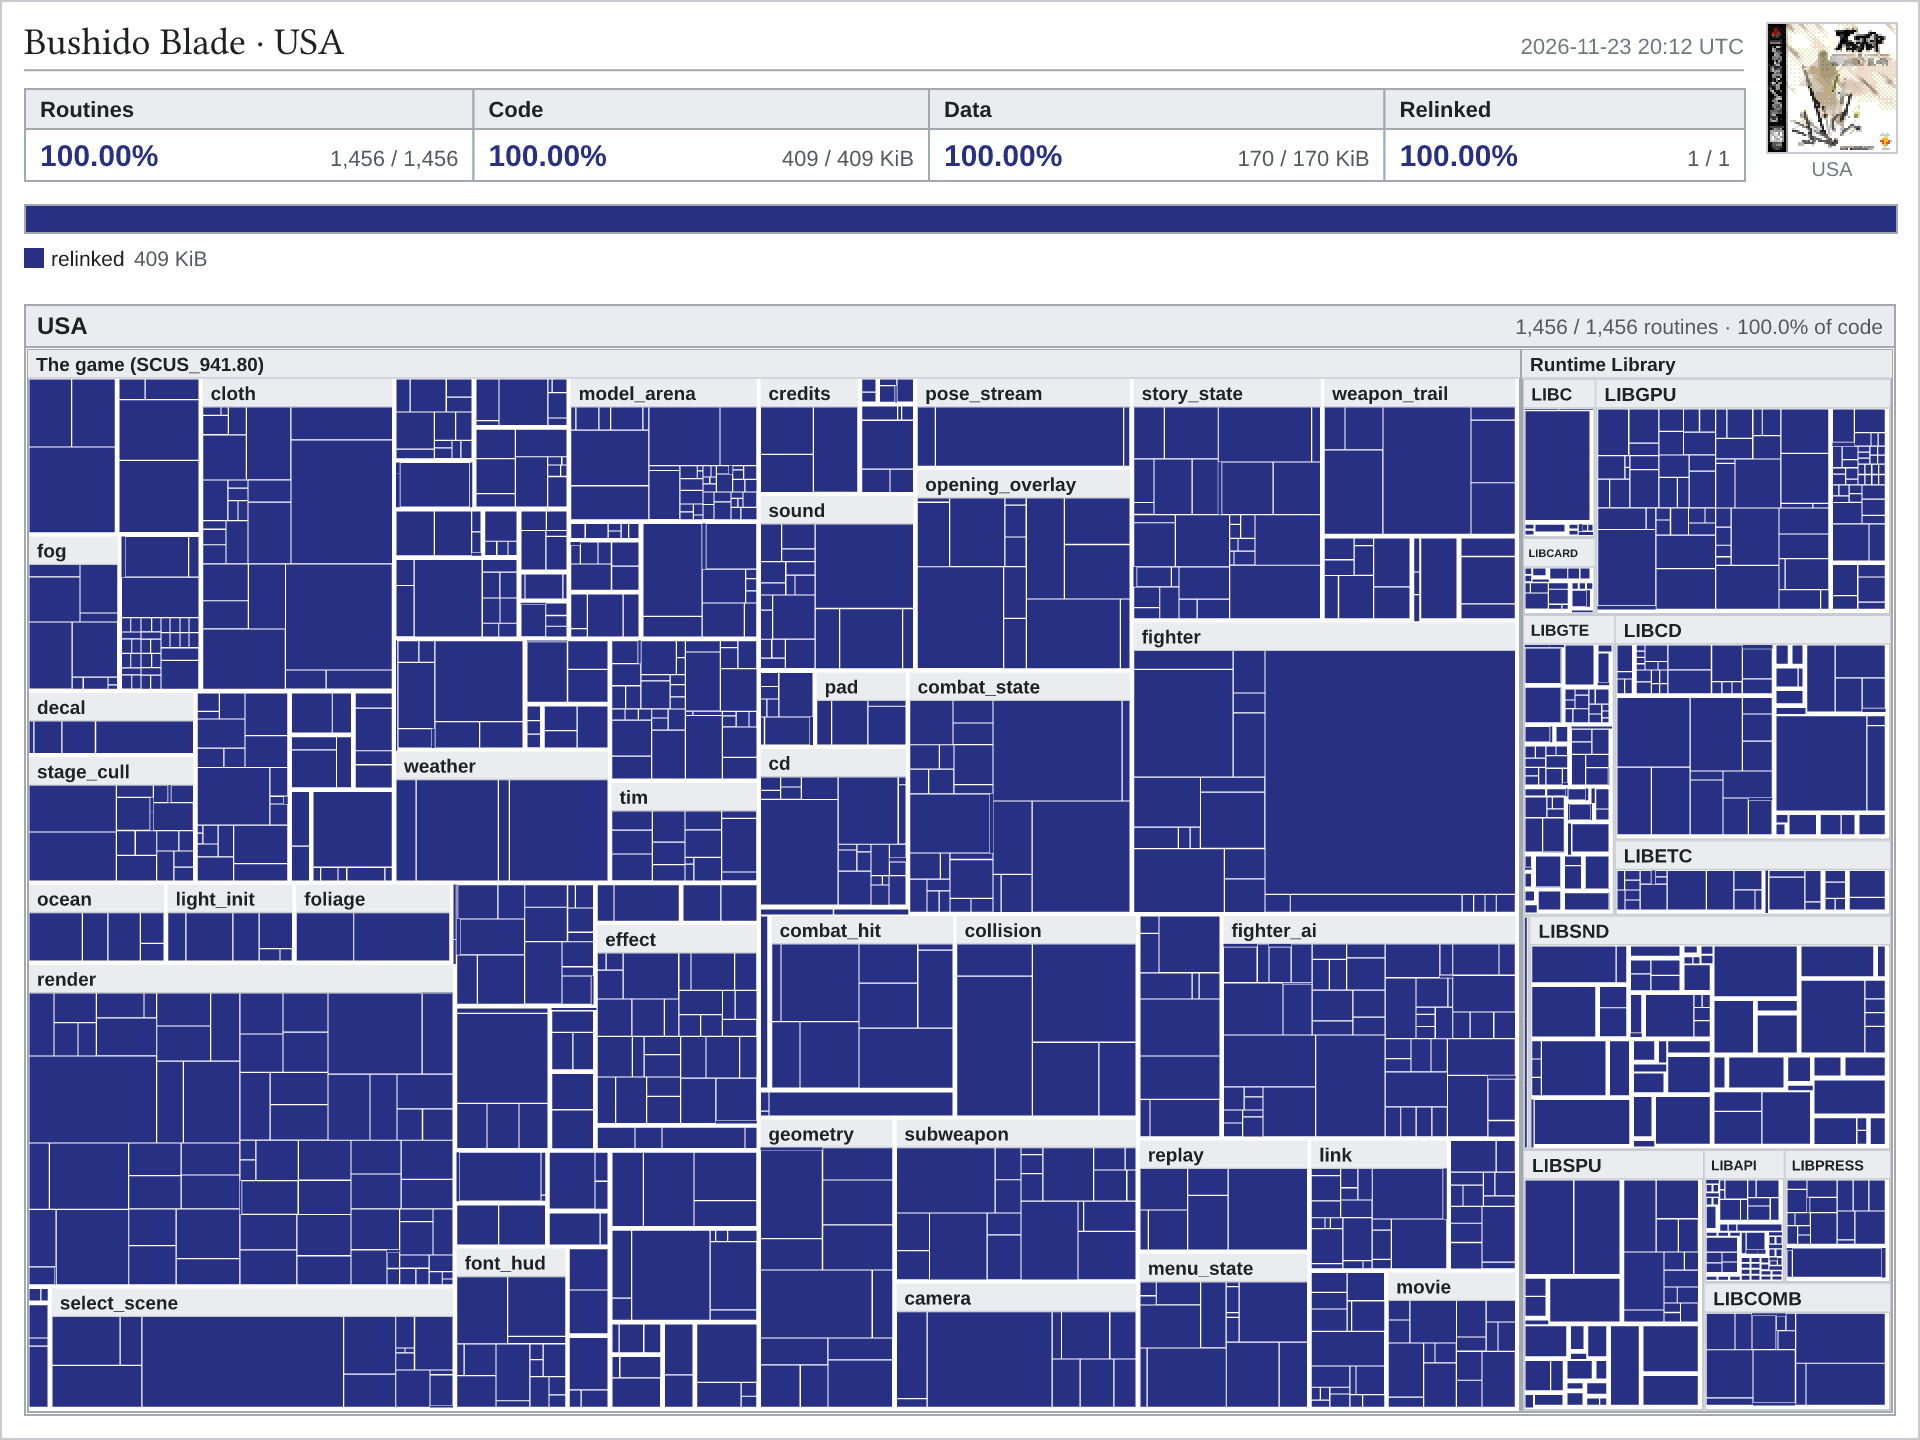 Bushido Blade · USA
2026-11-23 20:12 UTC
USA
Routines
Code
Data
Relinked
100.00%
1,456 / 1,456
100.00%
409 / 409 KiB
100.00%
170 / 170 KiB
100.00%
1 / 1
relinked 409 KiB
USA
1,456 / 1,456 routines · 100.0% of code
The game (SCUS_941.80)
Runtime Library
cloth
model_arena
credits
pose_stream
story_state
weapon_trail
LIBC
LIBGPU
opening_overlay
sound
fog
LIBCARD
LIBGTE
LIBCD
fighter
pad
combat_state
decal
cd
weather
stage_cull
tim
LIBETC
ocean
light_init
foliage
combat_hit
collision
fighter_ai
LIBSND
effect
render
geometry
subweapon
replay
link
LIBSPU
LIBAPI
LIBPRESS
font_hud
menu_state
movie
select_scene
camera
LIBCOMB